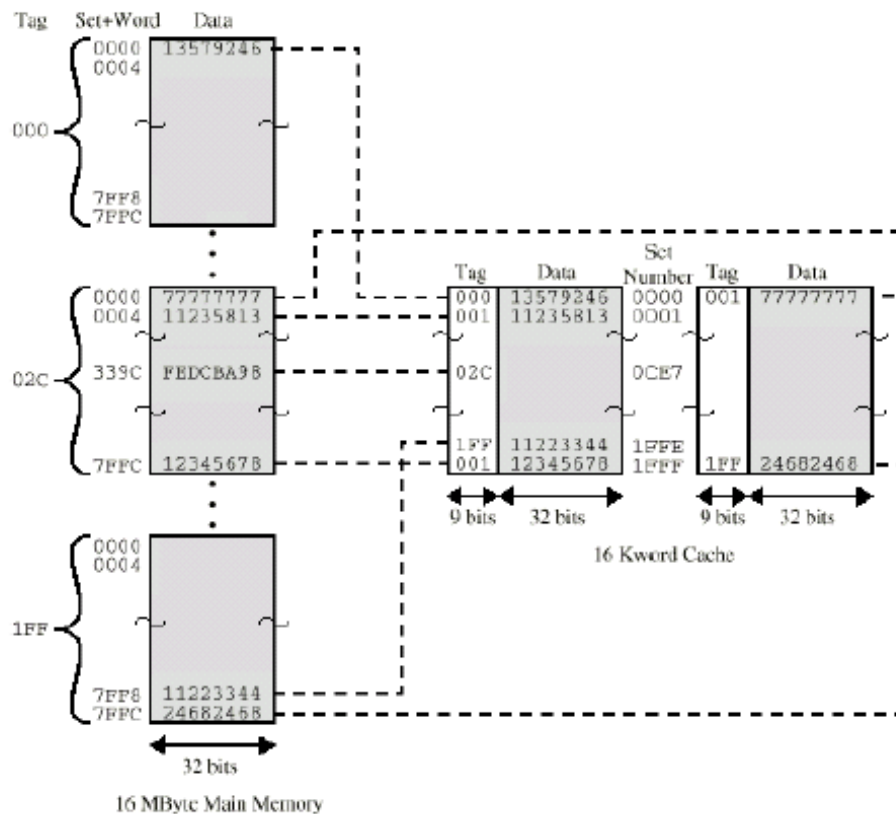 Tag Set+Word Data
0000 13579246
0004
000
7FF8
7FFC
Tag Data Set Number Tag Data
0000 77777777
0004 11235813
02C
339C FEDCBA98
7FFC 12345678
000 13579246 0000 001 77777777
001 11235813 0001
02C 0CE7
1FF 11223344 1FFE
001 12345678 1FFF 1FF 24682468
9 bits 32 bits 9 bits 32 bits
16 Kword Cache
0000
0004
1FF
7FF8 11223344
7FFC 24682468
32 bits
16 MByte Main Memory